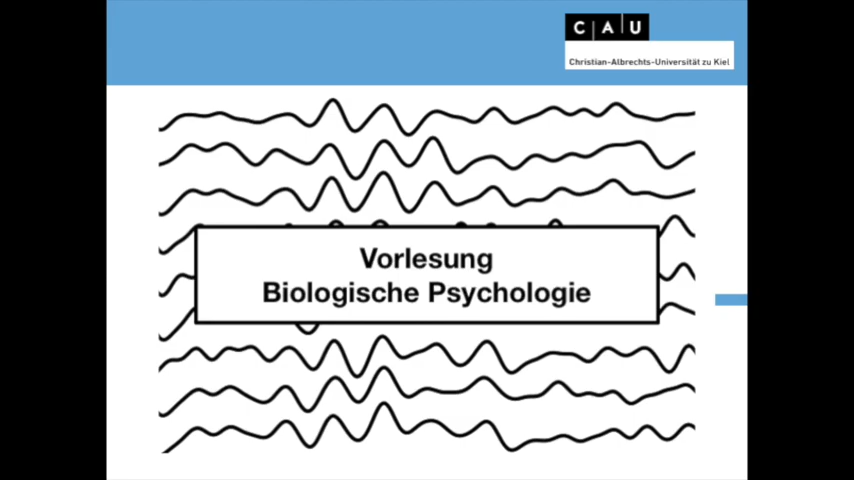 CAU
Christian-Albrechts-Universität zu Kiel
Vorlesung
Biologische Psychologie